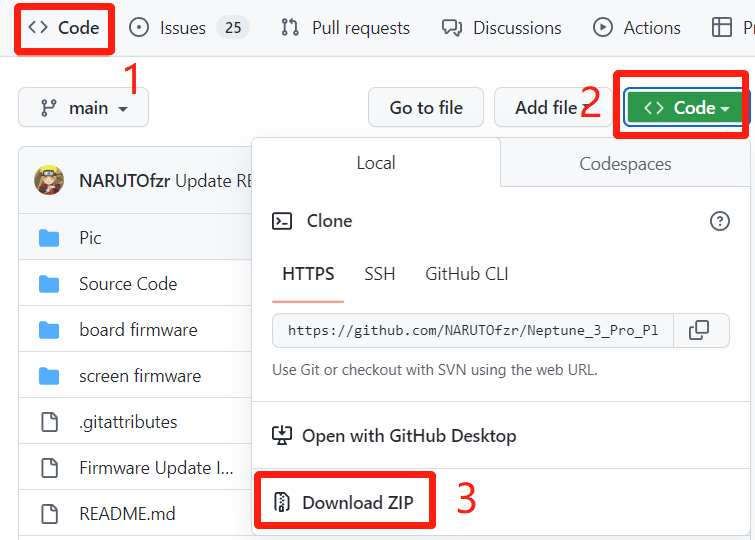 Code Issues 25 Pull requests Discussions Actions
1
main Go to file Add file 2 Code
NARUTOfzr Update RE
Local Codespaces
Pic
Clone
Source Code
HTTPS SSH GitHub CLI
board firmware
https://github.com/NARUTOfzr/Neptune_3_Pro_Pl
screen firmware
Use Git or checkout with SVN using the web URL.
.gitattributes
Open with GitHub Desktop
Firmware Update I...
README.md
Download ZIP 3